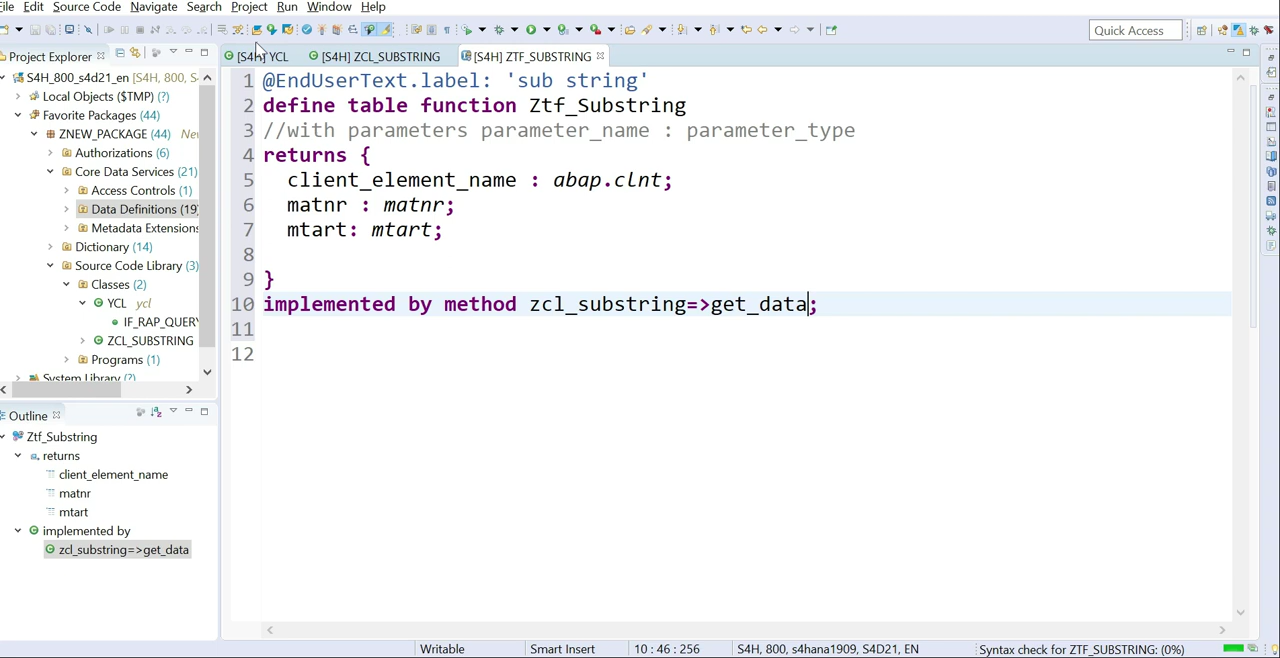 ile Edit Source Code Navigate Search Project Run Window Help
Quick Access
Project Explorer
[S4H] YCL [S4H] ZCL_SUBSTRING [S4H] ZTF_SUBSTRING
S4H_800_s4d21_en [S4H, 800, S-
Local Objects ($TMP) (?)
Favorite Packages (44)
ZNEW_PACKAGE (44) Ne
Authorizations (6)
Core Data Services (21)
Access Controls (1)
Data Definitions (19)
Metadata Extensions
Dictionary (14)
Source Code Library (3)
Classes (2)
YCL ycl
IF_RAP_QUERY
ZCL_SUBSTRING
Programs (1)
System Library (?)
1 @EndUserText.label: 'sub string'
2 define table function Ztf_Substring
3 //with parameters parameter_name : parameter_type
4 returns {
5 client_element_name : abap.clnt;
6 matnr : matnr;
7 mtart: mtart;
8
9 }
10 implemented by method zcl_substring=>get_data;
11
12
Outline
Ztf_Substring
returns
client_element_name
matnr
mtart
implemented by
zcl_substring=>get_data
Writable Smart Insert 10 : 46 : 256 S4H, 800, s4hana1909, S4D21, EN Syntax check for ZTF_SUBSTRING: (0%)